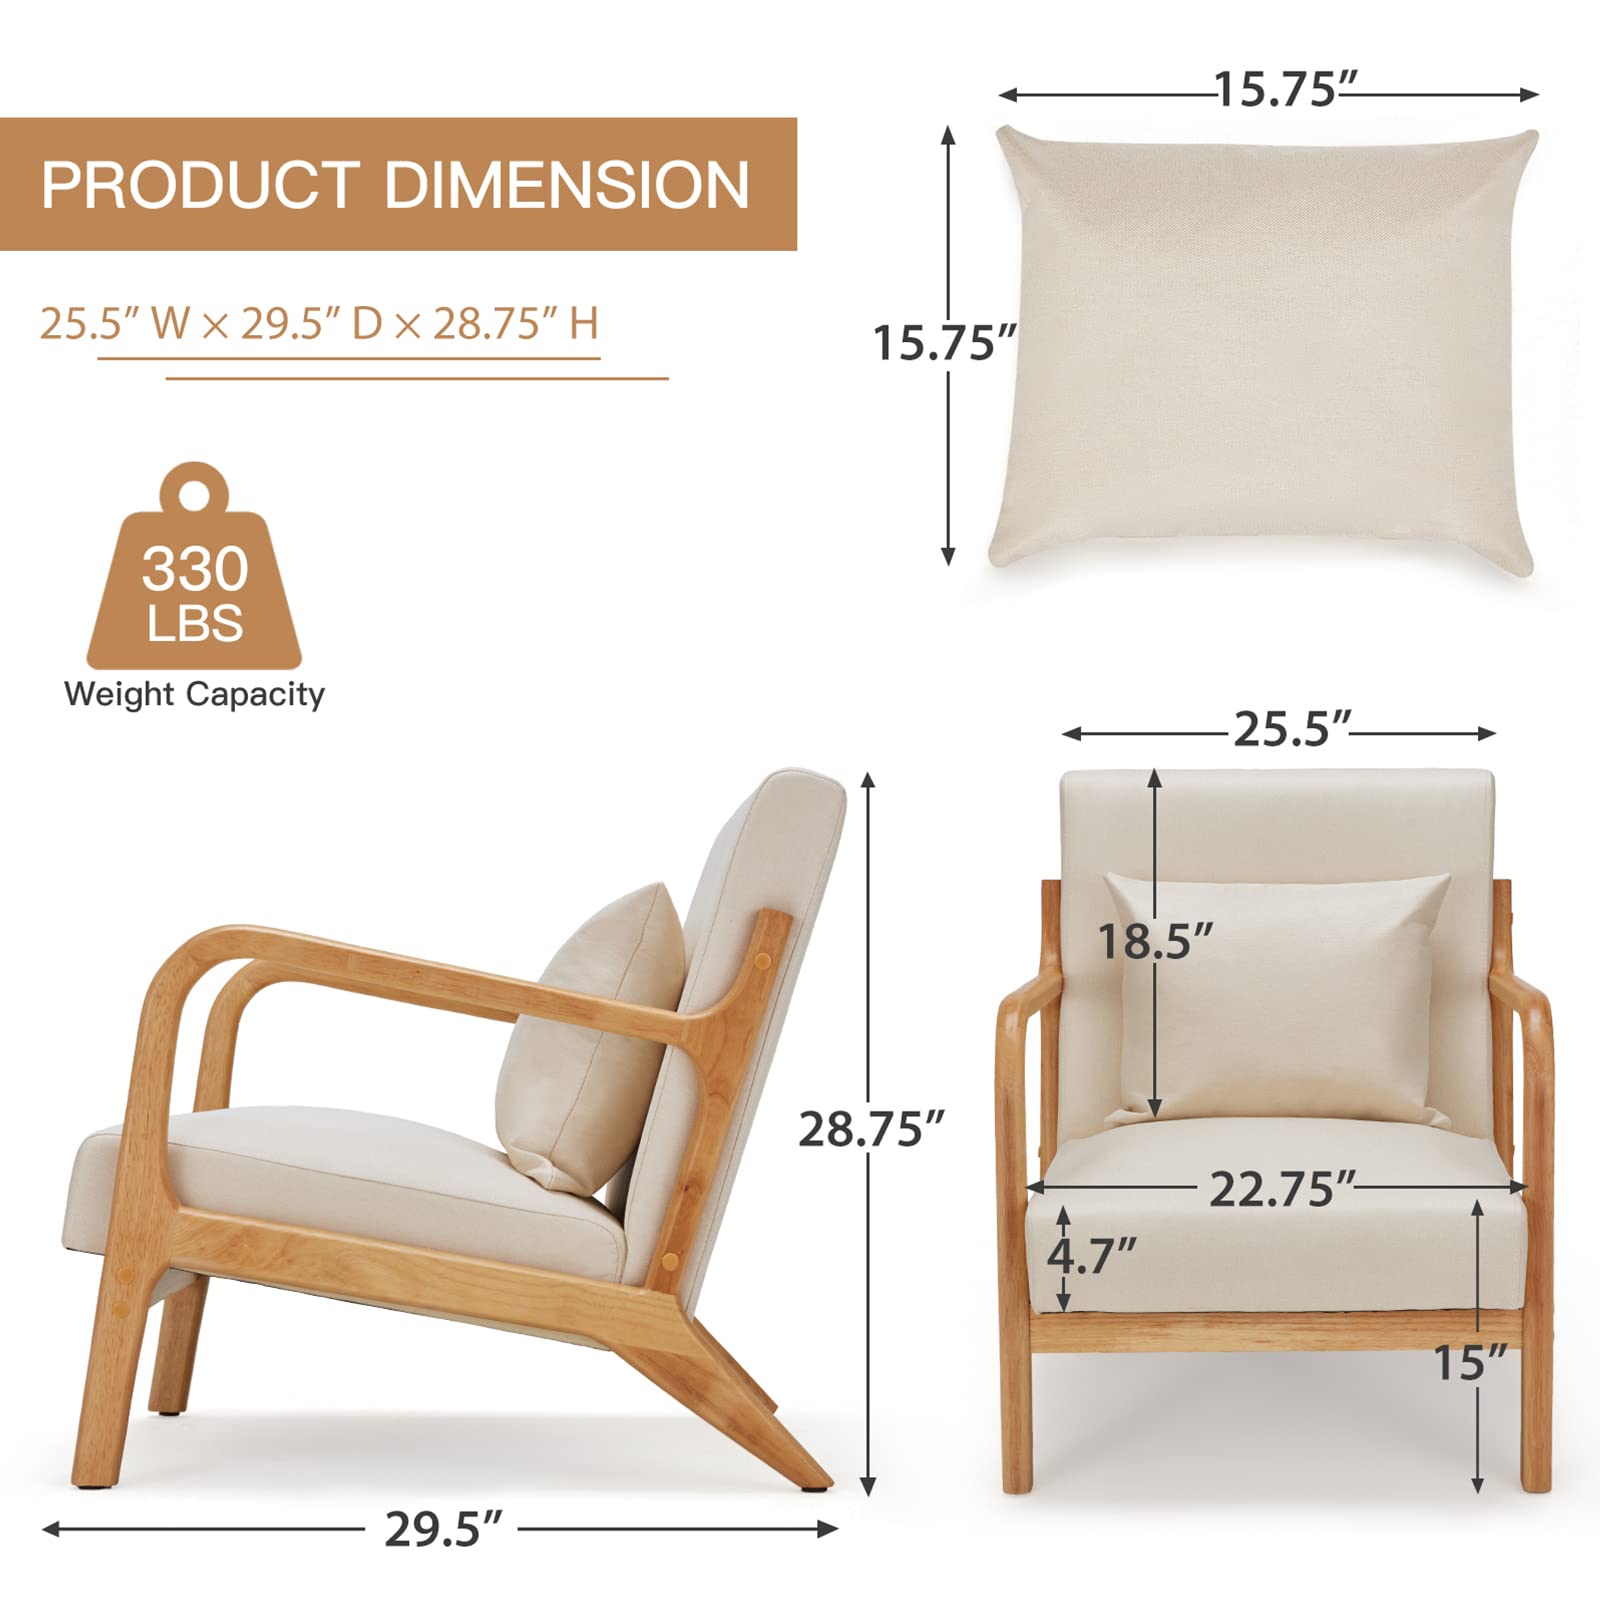 PRODUCT DIMENSION
25.5” W × 29.5” D × 28.75” H
330
LBS
Weight Capacity
15.75”
15.75”
28.75”
29.5”
25.5”
18.5”
22.75”
4.7”
15”